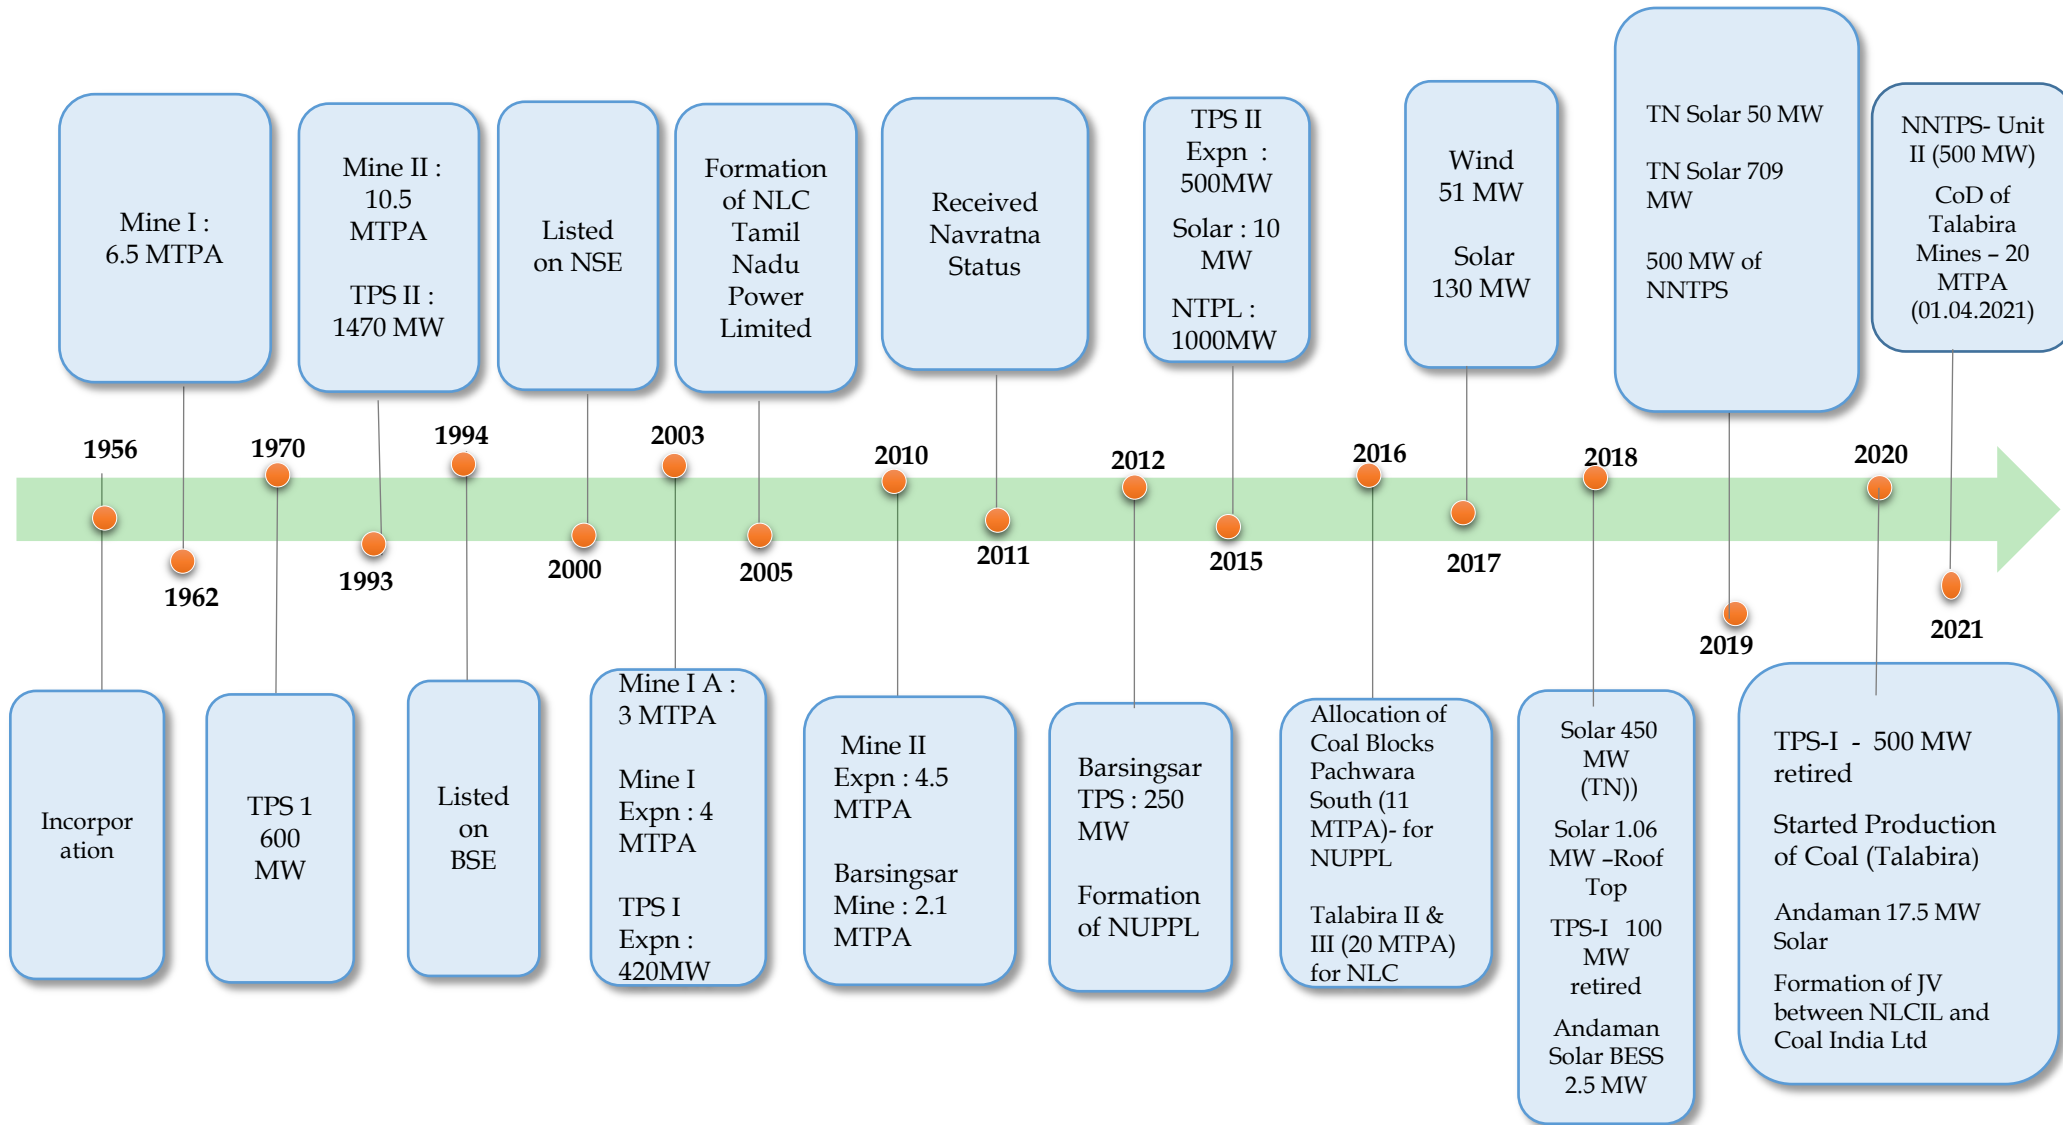 Mine I :
6.5 MTPA
Mine II :
10.5
MTPA
TPS II :
1470 MW
Listed
on NSE
Formation
of NLC
Tamil
Nadu
Power
Limited
Received
Navratna
Status
TPS II
Expn :
500MW
Solar : 10
MW
NTPL :
1000MW
Wind
51 MW
Solar
130 MW
TN Solar 50 MW
TN Solar 709
MW
500 MW of
NNTPS
NNTPS- Unit
II (500 MW)
CoD of
Talabira
Mines – 20
MTPA
(01.04.2021)
1956
1970
1994
2003
2010
2012
2016
2018
2020
1962
1993
2000
2005
2011
2015
2017
2019
2021
Incorpor
ation
TPS 1
600
MW
Listed
on
BSE
Mine I A :
3 MTPA
Mine I
Expn : 4
MTPA
TPS I
Expn :
420MW
Mine II
Expn : 4.5
MTPA
Barsingsar
Mine : 2.1
MTPA
Barsingsar
TPS : 250
MW
Formation
of NUPPL
Allocation of
Coal Blocks
Pachwara
South (11
MTPA)- for
NUPPL
Talabira II &
III (20 MTPA)
for NLC
Solar 450
MW
(TN))
Solar 1.06
MW –Roof
Top
TPS-I 100
MW
retired
Andaman
Solar BESS
2.5 MW
TPS-I - 500 MW
retired
Started Production
of Coal (Talabira)
Andaman 17.5 MW
Solar
Formation of JV
between NLCIL and
Coal India Ltd